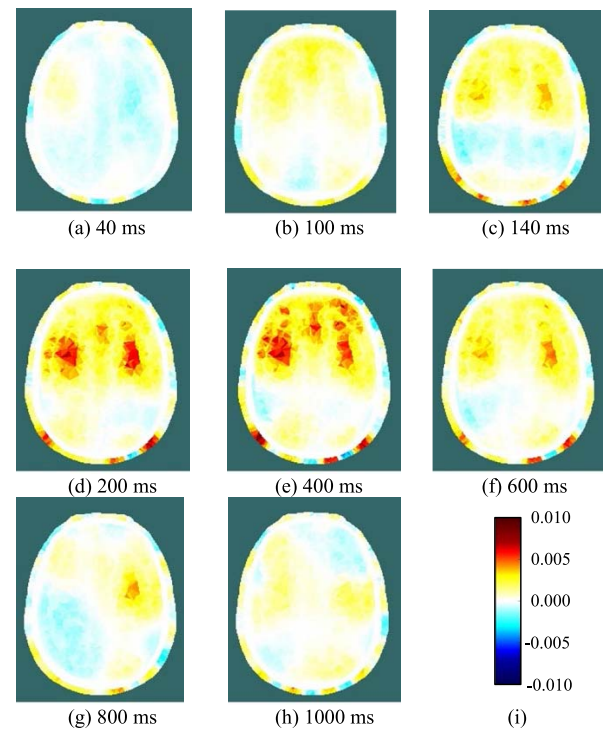 (a) 40 ms
(b) 100 ms
(c) 140 ms
(d) 200 ms
(e) 400 ms
(f) 600 ms
0.010
0.005
0.000
-0.005
-0.010
(g) 800 ms
(h) 1000 ms
(i)